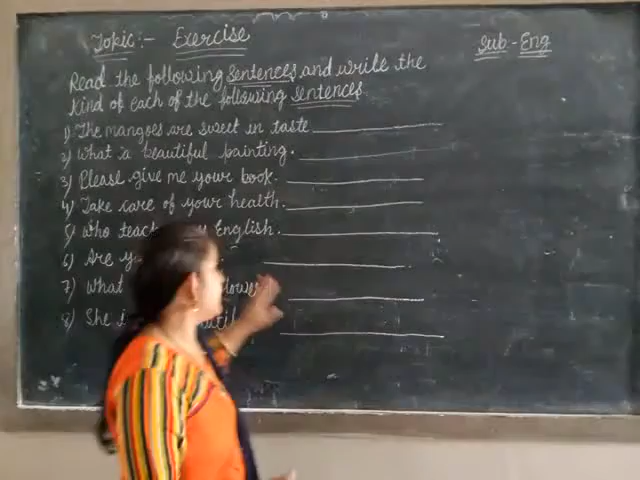 Topic:- Exercise
Sub - Eng
Read the following sentences and write the
kind of each of the following sentences
1) The mangoes are sweet in taste
2) What a beautiful painting.
3) Please give me your book.
4) Take care of your health.
5) Who teach English.
6) Are
7) What
8) She